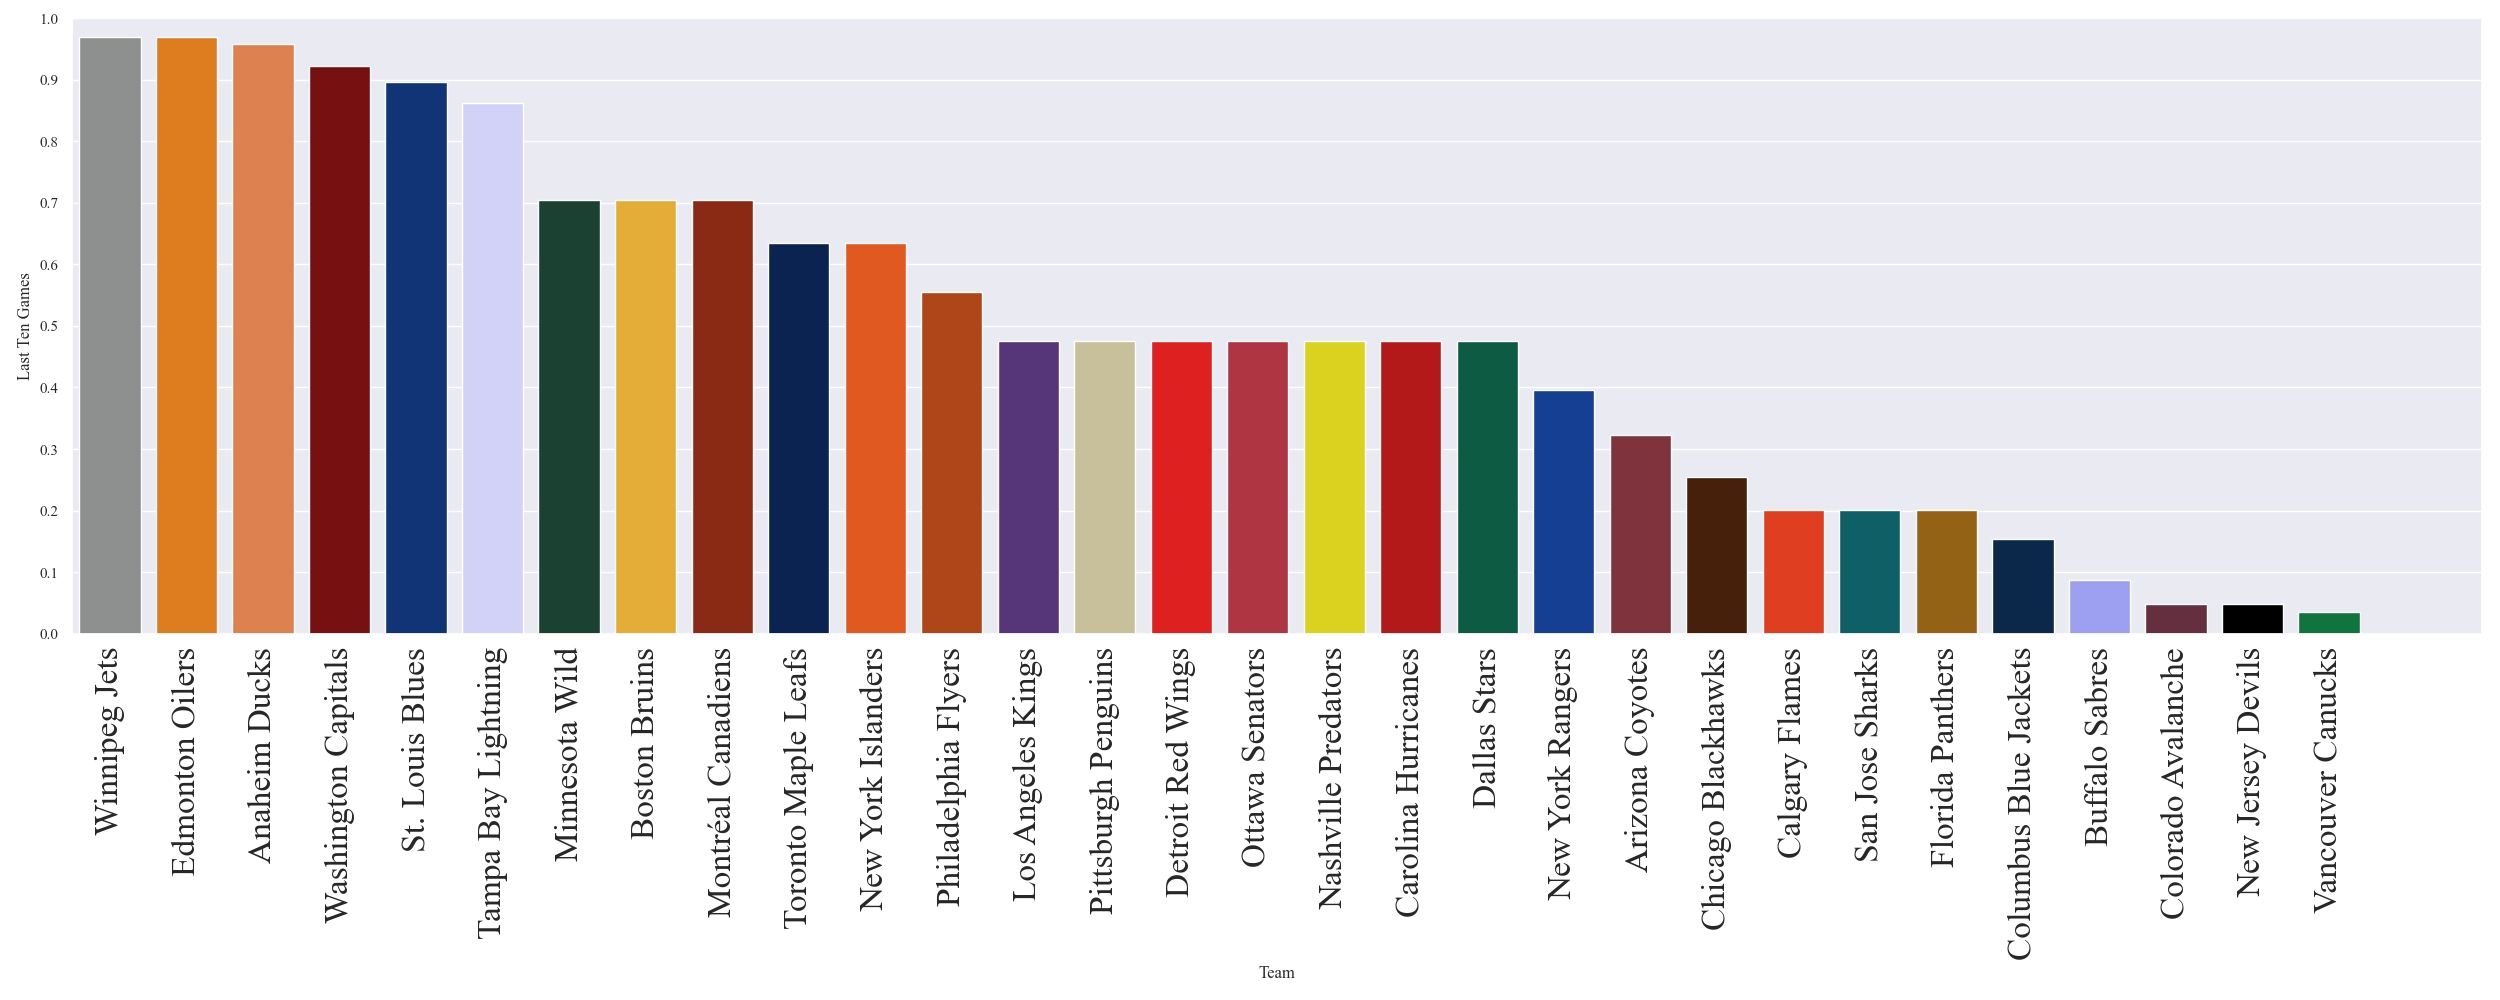 1.0
0.9
0.8
0.7
0.6
0.5
0.4
0.3
0.2
0.1
0.0
Last Ten Games
Winnipeg Jets
Edmonton Oilers
Anaheim Ducks
Washington Capitals
St. Louis Blues
Tampa Bay Lightning
Minnesota Wild
Boston Bruins
Montréal Canadiens
Toronto Maple Leafs
New York Islanders
Philadelphia Flyers
Los Angeles Kings
Pittsburgh Penguins
Detroit Red Wings
Ottawa Senators
Nashville Predators
Carolina Hurricanes
Dallas Stars
New York Rangers
Arizona Coyotes
Chicago Blackhawks
Calgary Flames
San Jose Sharks
Florida Panthers
Columbus Blue Jackets
Buffalo Sabres
Colorado Avalanche
New Jersey Devils
Vancouver Canucks
Team